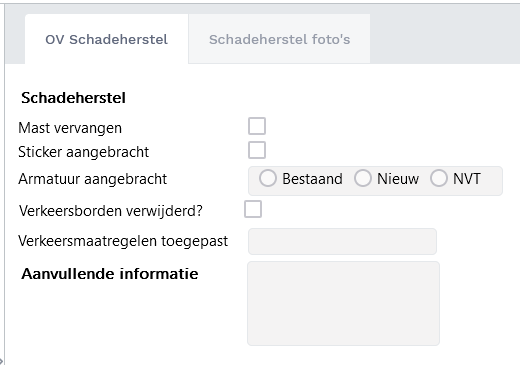 OV Schadeherstel Schadeherstel foto's
Schadeherstel
Mast vervangen
Sticker aangebracht
Armatuur aangebracht Bestaand Nieuw NVT
Verkeersborden verwijderd?
Verkeersmaatregelen toegepast
Aanvullende informatie